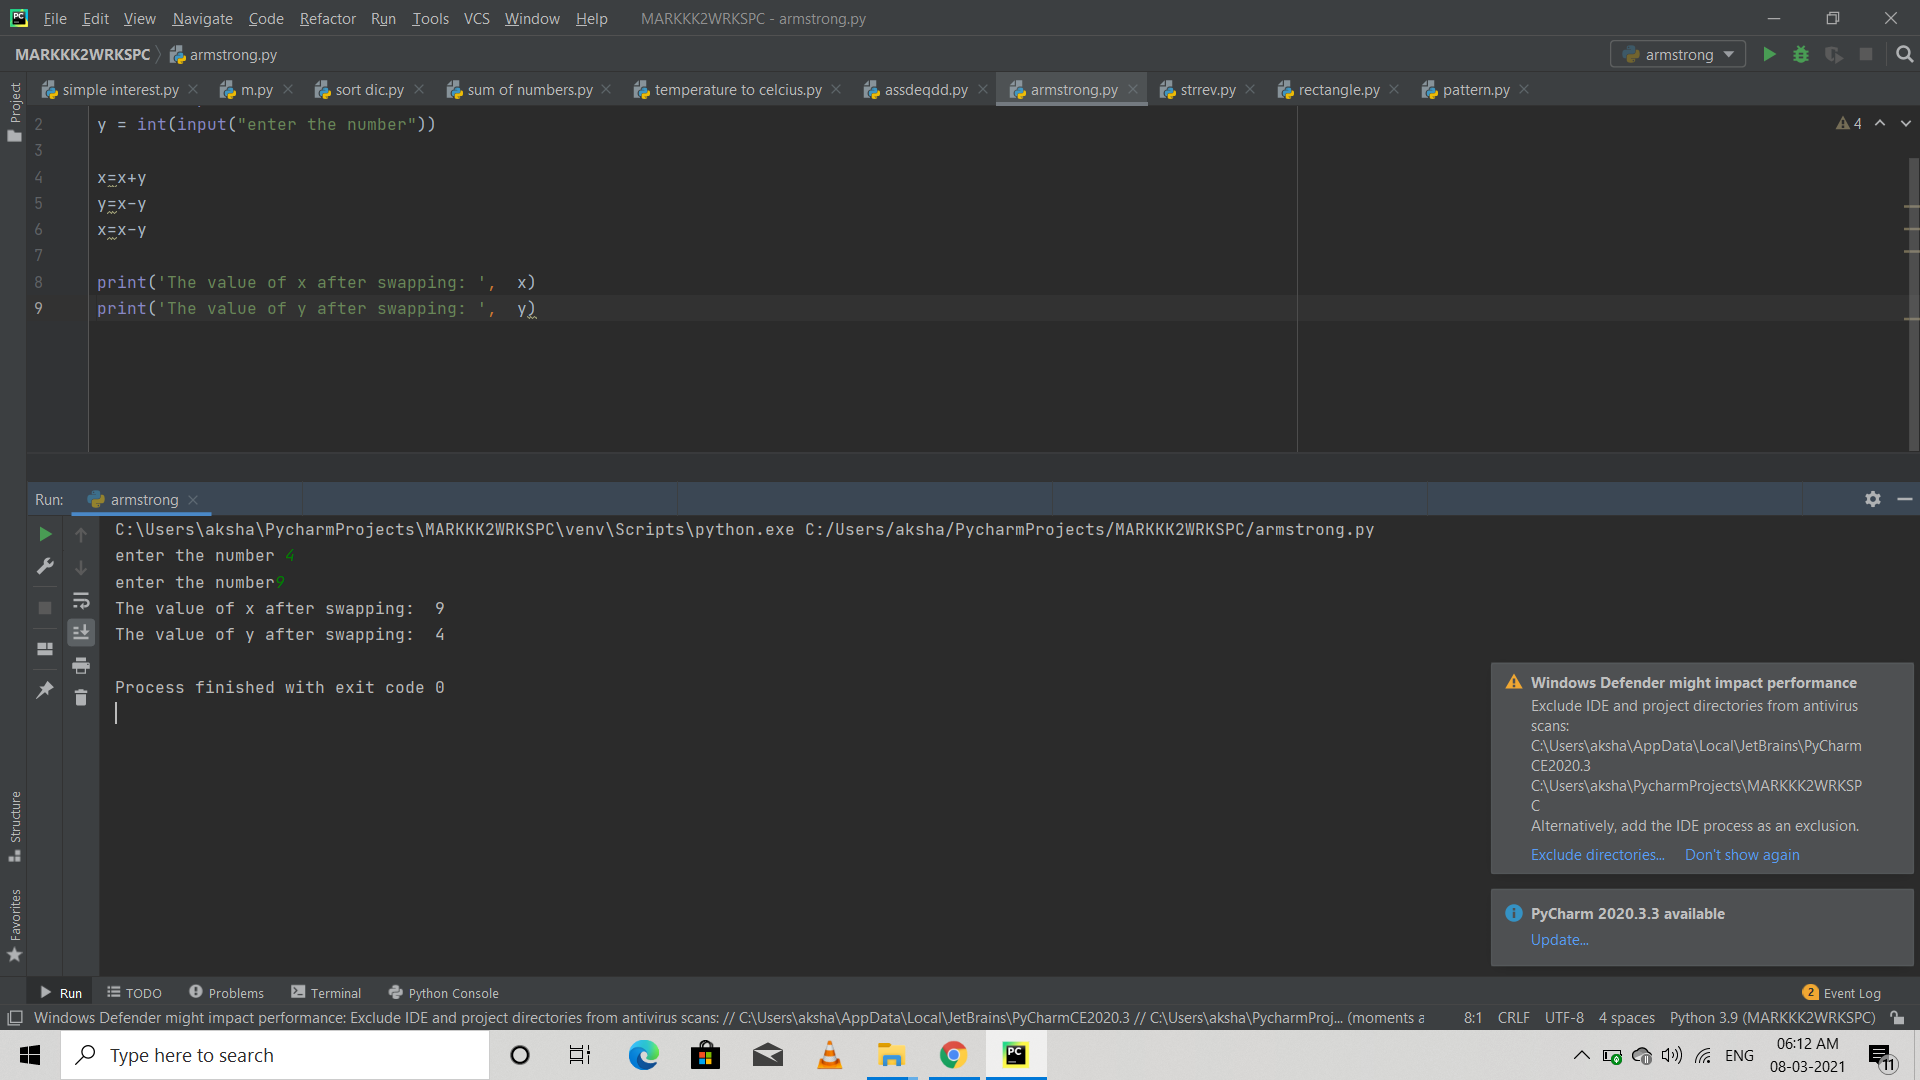 File Edit View Navigate Code Refactor Run Tools VCS Window Help MARKKK2WRKSPC - armstrong.py
MARKKK2WRKSPC armstrong.py armstrong
simple interest.py m.py sort dic.py sum of numbers.py temperature to celcius.py assdeqdd.py armstrong.py strrev.py rectangle.py pattern.py
Project
2 y = int(input("enter the number")) 4
3
4 x=x+y
5 y=x-y
6 x=x-y
7
8 print('The value of x after swapping: ',  x)
9 print('The value of y after swapping: ',  y)
Run: armstrong
C:\Users\aksha\PycharmProjects\MARKKK2WRKSPC\venv\Scripts\python.exe C:/Users/aksha/PycharmProjects/MARKKK2WRKSPC/armstrong.py
enter the number 4
enter the number9
The value of x after swapping:  9
The value of y after swapping:  4
Process finished with exit code 0
Windows Defender might impact performance
Exclude IDE and project directories from antivirus
scans:
C:\Users\aksha\AppData\Local\JetBrains\PyCharm
CE2020.3
C:\Users\aksha\PycharmProjects\MARKKK2WRKSP
C
Alternatively, add the IDE process as an exclusion.
Exclude directories... Don't show again
PyCharm 2020.3.3 available
Update...
Structure
Favorites
Run TODO Problems Terminal Python Console 2 Event Log
Windows Defender might impact performance: Exclude IDE and project directories from antivirus scans: // C:\Users\aksha\AppData\Local\JetBrains\PyCharmCE2020.3 // C:\Users\aksha\PycharmProj... (moments a 8:1 CRLF UTF-8 4 spaces Python 3.9 (MARKKK2WRKSPC)
Type here to search PC ENG 06:12 AM
08-03-2021 11